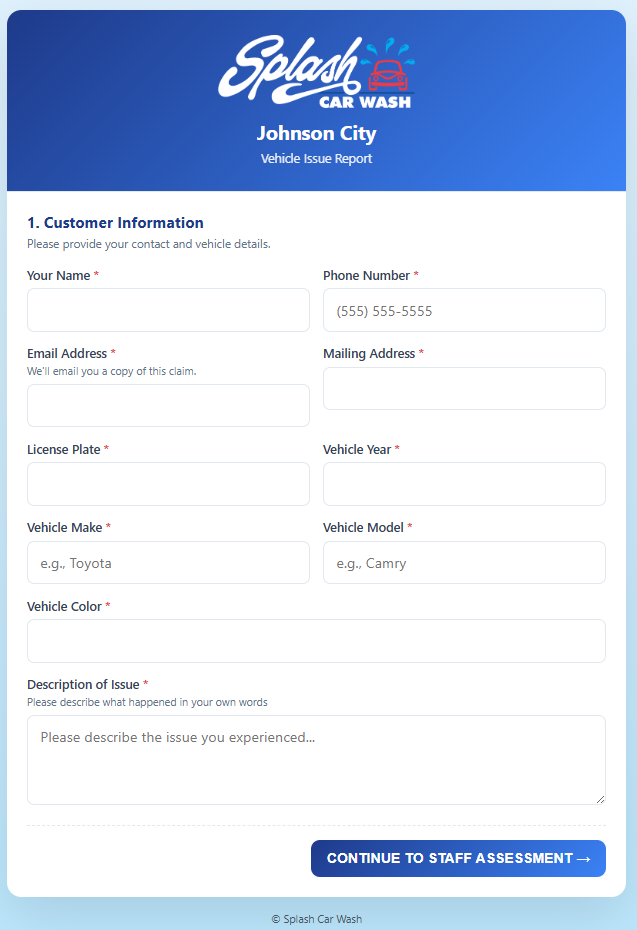 Splash
CAR WASH
Johnson City
Vehicle Issue Report
1. Customer Information
Please provide your contact and vehicle details.
Your Name *
Phone Number *
(555) 555-5555
Email Address *
We'll email you a copy of this claim.
Mailing Address *
License Plate *
Vehicle Year *
Vehicle Make *
e.g., Toyota
Vehicle Model *
e.g., Camry
Vehicle Color *
Description of Issue *
Please describe what happened in your own words
Please describe the issue you experienced...
CONTINUE TO STAFF ASSESSMENT →
© Splash Car Wash